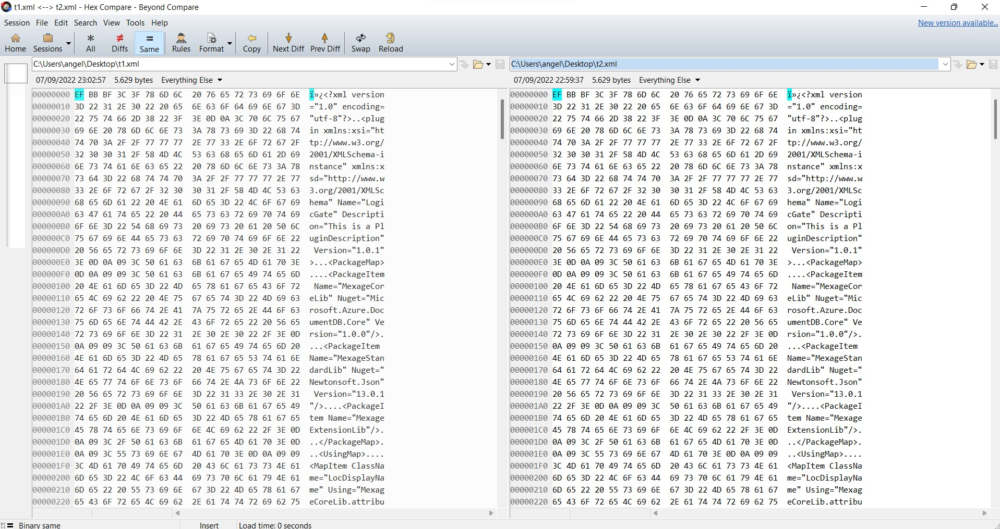 t1.xml <--> t2.xml - Hex Compare - Beyond Compare
Session File Edit Search View Tools Help
New version available...
Home Sessions All Diffs Same Rules Format Copy Next Diff Prev Diff Swap Reload
C:\Users\angel\Desktop\t1.xml
07/09/2022 23:02:57 5.629 bytes Everything Else
00000000 EF BB BF 3C 3F 78 6D 6C 20 76 65 72 73 69 6F 6E ï»¿<?xml version
00000010 3D 22 31 2E 30 22 20 65 6E 63 6F 64 69 6E 67 3D ="1.0" encoding=
00000020 22 75 74 66 2D 38 22 3F 3E 0D 0A 3C 70 6C 75 67 "utf-8"?>..<plug
00000030 69 6E 20 78 6D 6C 6E 73 3A 78 73 69 3D 22 68 74 in xmlns:xsi="ht
00000040 74 70 3A 2F 2F 77 77 77 2E 77 33 2E 6F 72 67 2F tp://www.w3.org/
00000050 32 30 30 31 2F 58 4D 4C 53 63 68 65 6D 61 2D 69 2001/XMLSchema-i
00000060 6E 73 74 61 6E 63 65 22 20 78 6D 6C 6E 73 3A 78 nstance" xmlns:x
00000070 73 64 3D 22 68 74 74 70 3A 2F 2F 77 77 77 2E 77 sd="http://www.w
00000080 33 2E 6F 72 67 2F 32 30 30 31 2F 58 4D 4C 53 63 3.org/2001/XMLSc
00000090 68 65 6D 61 22 20 4E 61 6D 65 3D 22 4C 6F 67 69 hema" Name="Logi
000000A0 63 47 61 74 65 22 20 44 65 73 63 72 69 70 74 69 cGate" Descripti
000000B0 6F 6E 3D 22 54 68 69 73 20 69 73 20 61 20 50 6C on="This is a Pl
000000C0 75 67 69 6E 44 65 73 63 72 69 70 74 69 6F 6E 22 uginDescription"
000000D0 20 56 65 72 73 69 6F 6E 3D 22 31 2E 30 2E 31 22 Version="1.0.1"
000000E0 3E 0D 0A 09 3C 50 61 63 6B 61 67 65 4D 61 70 3E >...<PackageMap>
000000F0 0D 0A 09 09 3C 50 61 63 6B 61 67 65 49 74 65 6D ....<PackageItem
00000100 20 4E 61 6D 65 3D 22 4D 65 78 61 67 65 43 6F 72 Name="MexageCor
00000110 65 4C 69 62 22 20 4E 75 67 65 74 3D 22 4D 69 63 eLib" Nuget="Mic
00000120 72 6F 73 6F 66 74 2E 41 7A 75 72 65 2E 44 6F 63 rosoft.Azure.Doc
00000130 75 6D 65 6E 74 44 42 2E 43 6F 72 65 22 20 56 65 umentDB.Core" Ve
00000140 72 73 69 6F 6E 3D 22 31 2E 30 2E 30 22 2F 3E 0D rsion="1.0.0"/>.
00000150 0A 09 09 3C 50 61 63 6B 61 67 65 49 74 65 6D 20 ...<PackageItem
00000160 4E 61 6D 65 3D 22 4D 65 78 61 67 65 53 74 61 6E Name="MexageStan
00000170 64 61 72 64 4C 69 62 22 20 4E 75 67 65 74 3D 22 dardLib" Nuget="
00000180 4E 65 77 74 6F 6E 73 6F 66 74 2E 4A 73 6F 6E 22 Newtonsoft.Json"
00000190 20 56 65 72 73 69 6F 6E 3D 22 31 33 2E 30 2E 31 Version="13.0.1
000001A0 22 2F 3E 0D 0A 09 09 3C 50 61 63 6B 61 67 65 49 "/>....<PackageI
000001B0 74 65 6D 20 4E 61 6D 65 3D 22 4D 65 78 61 67 65 tem Name="Mexage
000001C0 45 78 74 65 6E 73 69 6F 6E 4C 69 62 22 2F 3E 0D ExtensionLib"/>.
000001D0 0A 09 3C 2F 50 61 63 6B 61 67 65 4D 61 70 3E 0D ..</PackageMap>.
000001E0 0A 09 3C 55 73 69 6E 67 4D 61 70 3E 0D 0A 09 09 ..<UsingMap>....
000001F0 3C 4D 61 70 49 74 65 6D 20 43 6C 61 73 73 4E 61 <MapItem ClassNa
00000200 6D 65 3D 22 4C 6F 63 44 69 73 70 6C 61 79 4E 61 me="LocDisplayNa
00000210 6D 65 22 20 55 73 69 6E 67 3D 22 4D 65 78 61 67 me" Using="Mexag
00000220 65 43 6F 72 65 4C 69 62 2E 61 74 74 72 69 62 75 eCoreLib.attribu
C:\Users\angel\Desktop\t2.xml
07/09/2022 22:59:37 5.629 bytes Everything Else
00000000 EF BB BF 3C 3F 78 6D 6C 20 76 65 72 73 69 6F 6E ï»¿<?xml version
00000010 3D 22 31 2E 30 22 20 65 6E 63 6F 64 69 6E 67 3D ="1.0" encoding=
00000020 22 75 74 66 2D 38 22 3F 3E 0D 0A 3C 70 6C 75 67 "utf-8"?>..<plug
00000030 69 6E 20 78 6D 6C 6E 73 3A 78 73 69 3D 22 68 74 in xmlns:xsi="ht
00000040 74 70 3A 2F 2F 77 77 77 2E 77 33 2E 6F 72 67 2F tp://www.w3.org/
00000050 32 30 30 31 2F 58 4D 4C 53 63 68 65 6D 61 2D 69 2001/XMLSchema-i
00000060 6E 73 74 61 6E 63 65 22 20 78 6D 6C 6E 73 3A 78 nstance" xmlns:x
00000070 73 64 3D 22 68 74 74 70 3A 2F 2F 77 77 77 2E 77 sd="http://www.w
00000080 33 2E 6F 72 67 2F 32 30 30 31 2F 58 4D 4C 53 63 3.org/2001/XMLSc
00000090 68 65 6D 61 22 20 4E 61 6D 65 3D 22 4C 6F 67 69 hema" Name="Logi
000000A0 63 47 61 74 65 22 20 44 65 73 63 72 69 70 74 69 cGate" Descripti
000000B0 6F 6E 3D 22 54 68 69 73 20 69 73 20 61 20 50 6C on="This is a Pl
000000C0 75 67 69 6E 44 65 73 63 72 69 70 74 69 6F 6E 22 uginDescription"
000000D0 20 56 65 72 73 69 6F 6E 3D 22 31 2E 30 2E 31 22 Version="1.0.1"
000000E0 3E 0D 0A 09 3C 50 61 63 6B 61 67 65 4D 61 70 3E >...<PackageMap>
000000F0 0D 0A 09 09 3C 50 61 63 6B 61 67 65 49 74 65 6D ....<PackageItem
00000100 20 4E 61 6D 65 3D 22 4D 65 78 61 67 65 43 6F 72 Name="MexageCor
00000110 65 4C 69 62 22 20 4E 75 67 65 74 3D 22 4D 69 63 eLib" Nuget="Mic
00000120 72 6F 73 6F 66 74 2E 41 7A 75 72 65 2E 44 6F 63 rosoft.Azure.Doc
00000130 75 6D 65 6E 74 44 42 2E 43 6F 72 65 22 20 56 65 umentDB.Core" Ve
00000140 72 73 69 6F 6E 3D 22 31 2E 30 2E 30 22 2F 3E 0D rsion="1.0.0"/>.
00000150 0A 09 09 3C 50 61 63 6B 61 67 65 49 74 65 6D 20 ...<PackageItem
00000160 4E 61 6D 65 3D 22 4D 65 78 61 67 65 53 74 61 6E Name="MexageStan
00000170 64 61 72 64 4C 69 62 22 20 4E 75 67 65 74 3D 22 dardLib" Nuget="
00000180 4E 65 77 74 6F 6E 73 6F 66 74 2E 4A 73 6F 6E 22 Newtonsoft.Json"
00000190 20 56 65 72 73 69 6F 6E 3D 22 31 33 2E 30 2E 31 Version="13.0.1
000001A0 22 2F 3E 0D 0A 09 09 3C 50 61 63 6B 61 67 65 49 "/>....<PackageI
000001B0 74 65 6D 20 4E 61 6D 65 3D 22 4D 65 78 61 67 65 tem Name="Mexage
000001C0 45 78 74 65 6E 73 69 6F 6E 4C 69 62 22 2F 3E 0D ExtensionLib"/>.
000001D0 0A 09 3C 2F 50 61 63 6B 61 67 65 4D 61 70 3E 0D ..</PackageMap>.
000001E0 0A 09 3C 55 73 69 6E 67 4D 61 70 3E 0D 0A 09 09 ..<UsingMap>....
000001F0 3C 4D 61 70 49 74 65 6D 20 43 6C 61 73 73 4E 61 <MapItem ClassNa
00000200 6D 65 3D 22 4C 6F 63 44 69 73 70 6C 61 79 4E 61 me="LocDisplayNa
00000210 6D 65 22 20 55 73 69 6E 67 3D 22 4D 65 78 61 67 me" Using="Mexag
00000220 65 43 6F 72 65 4C 69 62 2E 61 74 74 72 69 62 75 eCoreLib.attribu
Binary same Insert Load time: 0 seconds